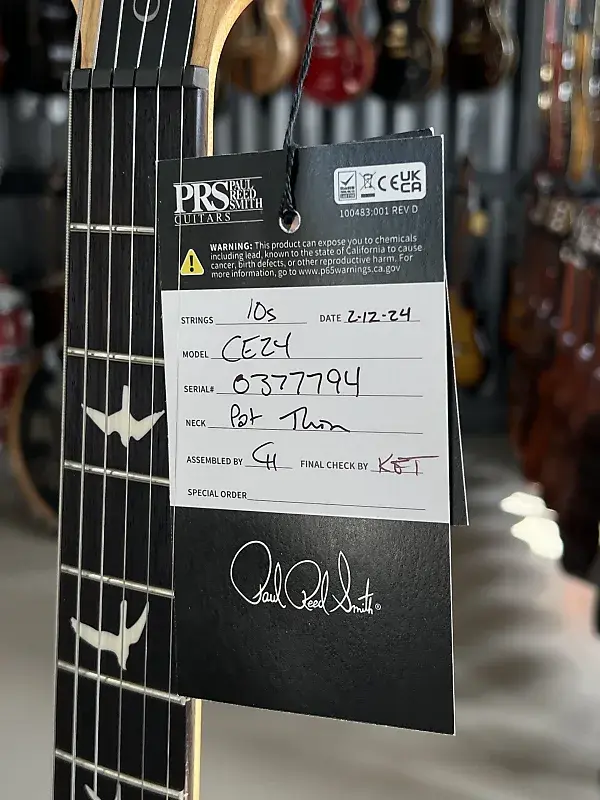 PRS PAUL REED SMITH
GUITARS
CE UK CA
100483:001 REV D
WARNING: This product can expose you to chemicals
including lead, known to the state of California to cause
cancer, birth defects, or other reproductive harm. For
more information, go to www.p65warnings.ca.gov
STRINGS 10s DATE 2-12-24
MODEL CE24
SERIAL# 0377794
NECK Pat Thin
ASSEMBLED BY CH FINAL CHECK BY KET
SPECIAL ORDER
Paul Reed Smith®